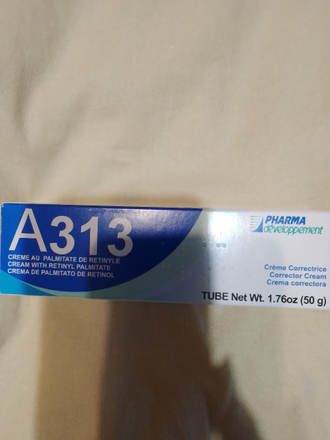 A313
CREME AU PALMITATE DE RETINYLE
CREAM WITH RETINYL PALMITATE
CREMA DE PALMITATO DE RETINOL
PHARMA
développement
Crème Correctrice
Corrector Cream
Crema correctora
TUBE Net Wt. 1.76oz (50 g)